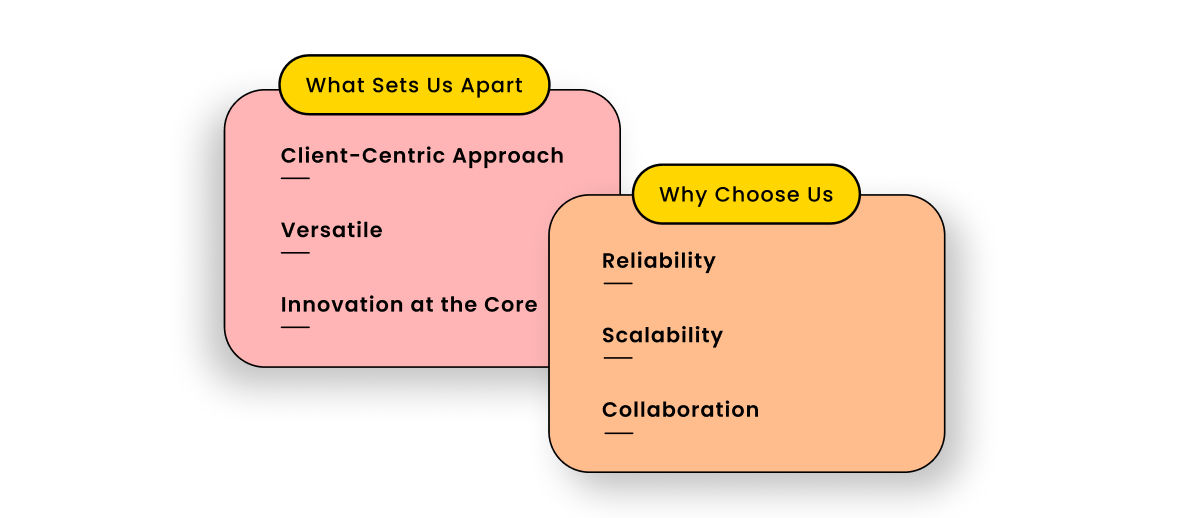 What Sets Us Apart
Client-Centric Approach
Versatile
Innovation at the Core
Why Choose Us
Reliability
Scalability
Collaboration